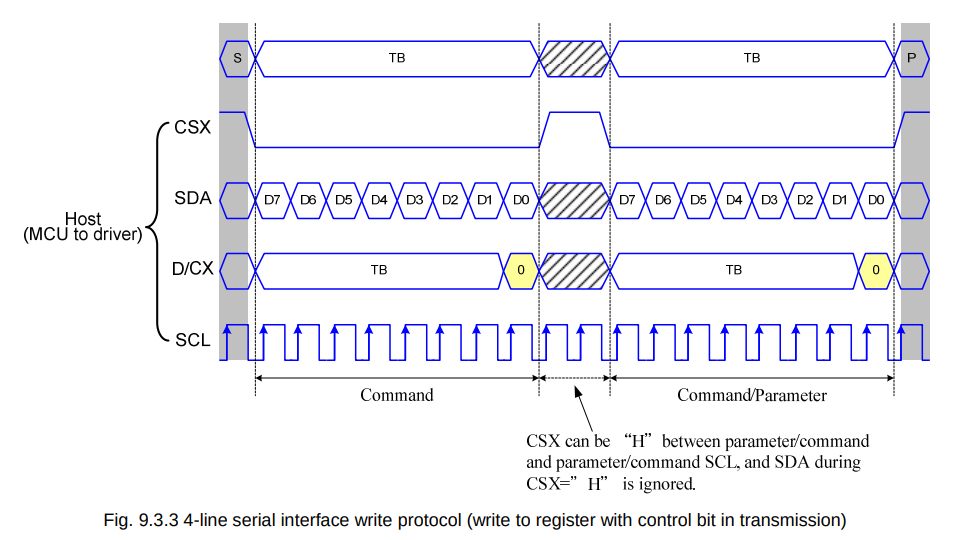 S TB TB P
CSX
SDA D7 D6 D5 D4 D3 D2 D1 D0 D7 D6 D5 D4 D3 D2 D1 D0
Host
(MCU to driver)
D/CX TB 0 TB 0
SCL
Command Command/Parameter
CSX can be “H” between parameter/command
and parameter/command SCL, and SDA during
CSX=”H” is ignored.
Fig. 9.3.3 4-line serial interface write protocol (write to register with control bit in transmission)